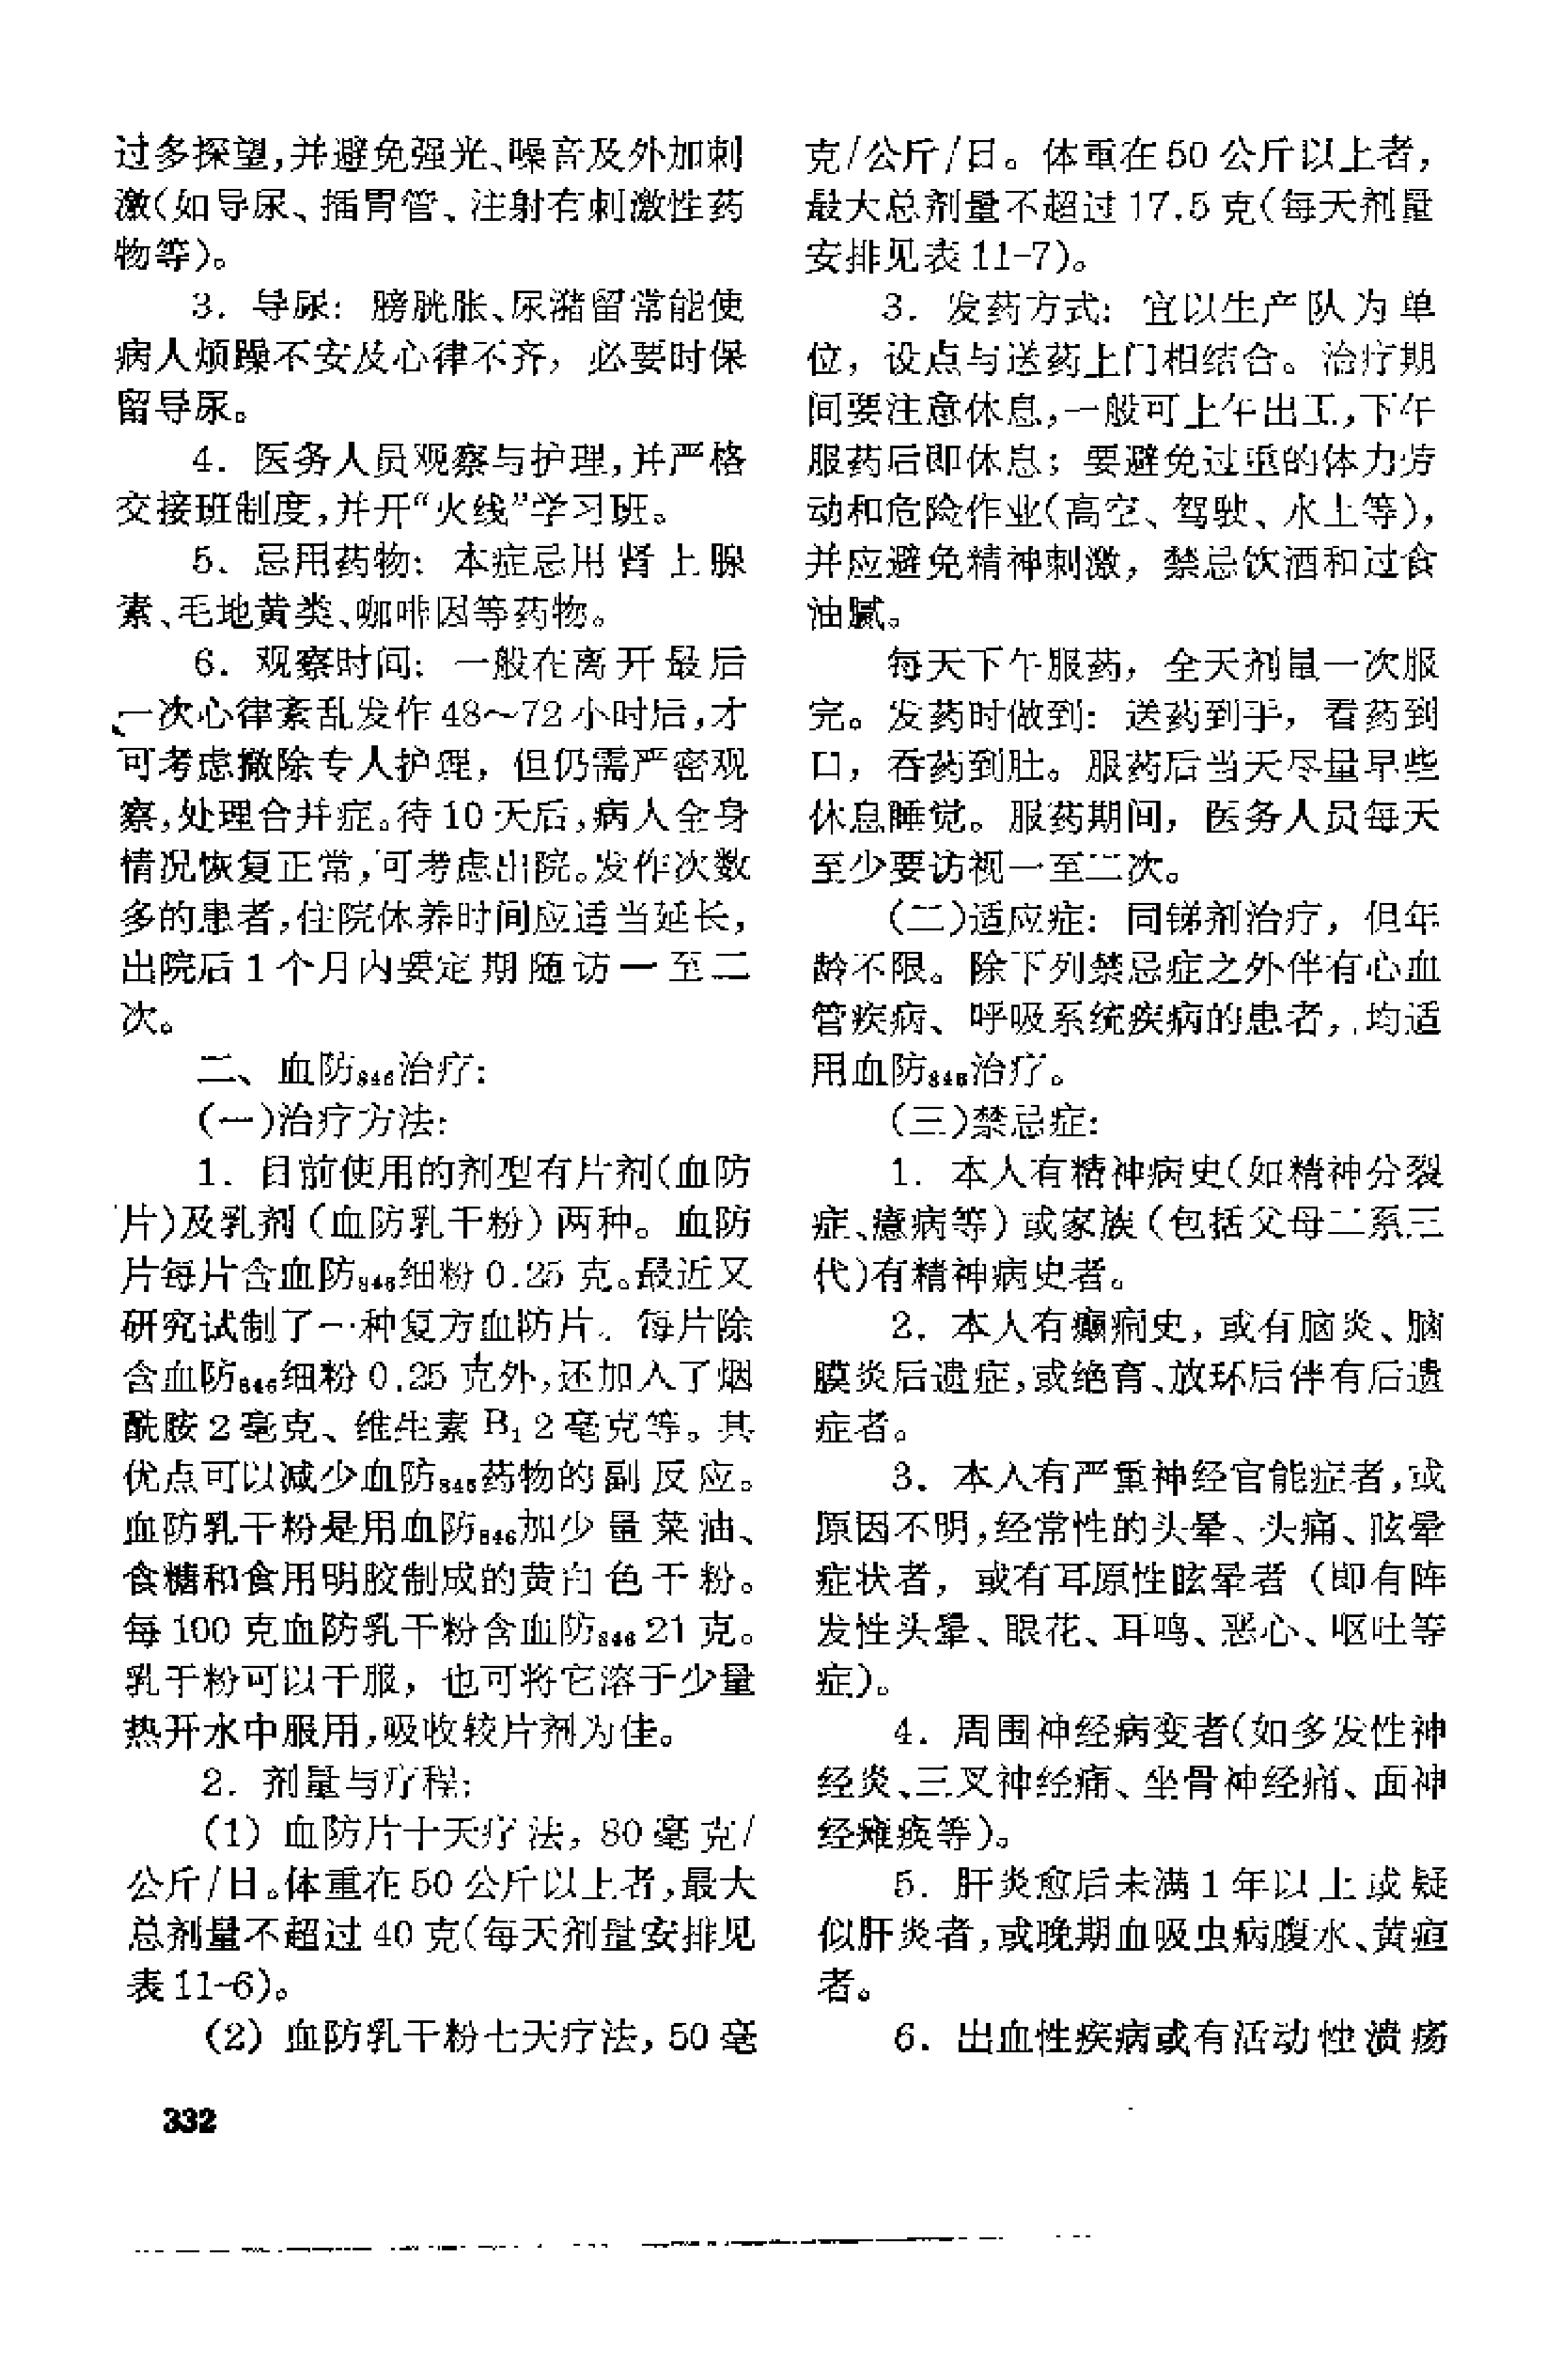 过多探望,并避免强光、噪音及外加刺
激(如导尿、插胃管、注射有刺激性药
物等)。
3. 导尿: 膀胱胀、尿潴留常能使
病人烦躁不安及心律不齐, 必要时保
留导尿。
4. 医务人员观察与护理,并严格
交接班制度,并开“火线”学习班。
5. 忌用药物: 本症忌用肾上腺
素、毛地黄类、咖啡因等药物。
6. 观察时间: 一般在离开最后
一次心律紊乱发作48~72小时后,才
可考虑撤除专人护理, 但仍需严密观
察,处理合并症。待10天后,病人全身
情况恢复正常,可考虑出院。发作次数
多的患者,住院休养时间应适当延长,
出院后1个月内要定期随访一至二
次。
二、血防846治疗:
(一)治疗方法:
1. 目前使用的剂型有片剂(血防
片)及乳剂(血防乳干粉)两种。血防
片每片含血防846细粉0.25克。最近又
研究试制了一种复方血防片。每片除
含血防846细粉0.25克外,还加入了烟
酰胺2毫克、维生素B₁2毫克等。其
优点可以减少血防846药物的副反应。
血防乳干粉是用血防846加少量菜油、
食糖和食用明胶制成的黄白色干粉。
每100克血防乳干粉含血防846 21克。
乳干粉可以干服, 也可将它溶于少量
热开水中服用,吸收较片剂为佳。
2. 剂量与疗程:
(1) 血防片十天疗法, 80毫克/
公斤/日。体重在50公斤以上者,最大
总剂量不超过40克(每天剂量安排见
表11-6)。
(2) 血防乳干粉七天疗法, 50毫
克/公斤/日。体重在50公斤以上者,
最大总剂量不超过17.5克(每天剂量
安排见表11-7)。
3. 发药方式: 宜以生产队为单
位, 设点与送药上门相结合。治疗期
间要注意休息,一般可上午出工,下午
服药后即休息; 要避免过重的体力劳
动和危险作业(高空、驾驶、水上等),
并应避免精神刺激, 禁忌饮酒和过食
油腻。
每天下午服药, 全天剂量一次服
完。发药时做到: 送药到手, 看药到
口, 吞药到肚。服药后当天尽量早些
休息睡觉。服药期间, 医务人员每天
至少要访视一至二次。
(二)适应症: 同锑剂治疗, 但年
龄不限。除下列禁忌症之外伴有心血
管疾病、呼吸系统疾病的患者, 均适
用血防846治疗。
(三)禁忌症:
1. 本人有精神病史(如精神分裂
症、癔病等)或家族(包括父母二系三
代)有精神病史者。
2. 本人有癫痫史, 或有脑炎、脑
膜炎后遗症,或绝育、放环后伴有后遗
症者。
3. 本人有严重神经官能症者,或
原因不明,经常性的头晕、头痛、眩晕
症状者, 或有耳原性眩晕者(即有阵
发性头晕、眼花、耳鸣、恶心、呕吐等
症)。
4. 周围神经病变者(如多发性神
经炎、三叉神经痛、坐骨神经痛、面神
经瘫痪等)。
5. 肝炎愈后未满1年以上或疑
似肝炎者,或晚期血吸虫病腹水、黄疸
者。
6. 出血性疾病或有活动性溃疡
332